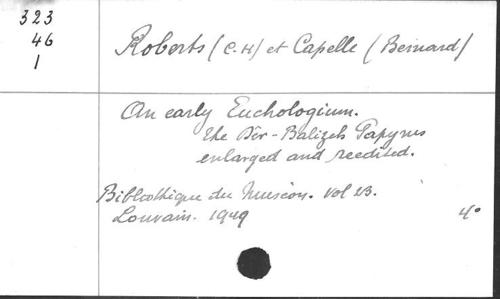 323
46
1
Roberts (C.H) et Capelle (Bernard)
An early Euchologium.
The Dêr-Balizeh Papyrus
enlarged and reedited.
Bibliothèque du Muséon. Vol 23.
Louvain. 1949
4°